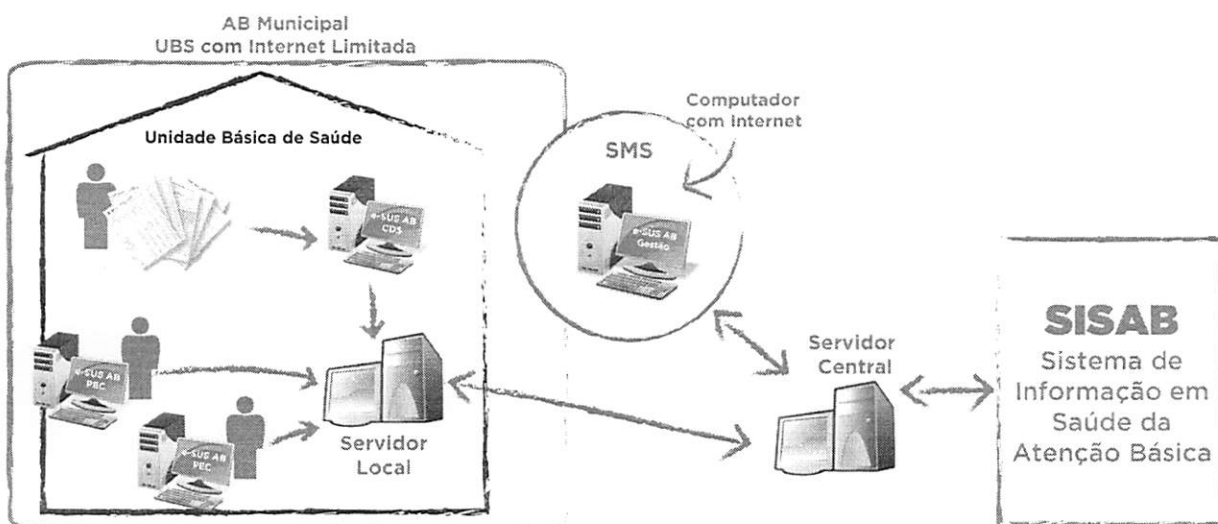 AB Municipal
UBS com Internet Limitada
Unidade Básica de Saúde
e-SUS AB
CDS
e-SUS AB
PEC
e-SUS AB
PEC
Servidor
Local
Computador
com Internet
SMS
e-SUS AB
Gestão
Servidor
Central
SISAB
Sistema de
Informação em
Saúde da
Atenção Básica